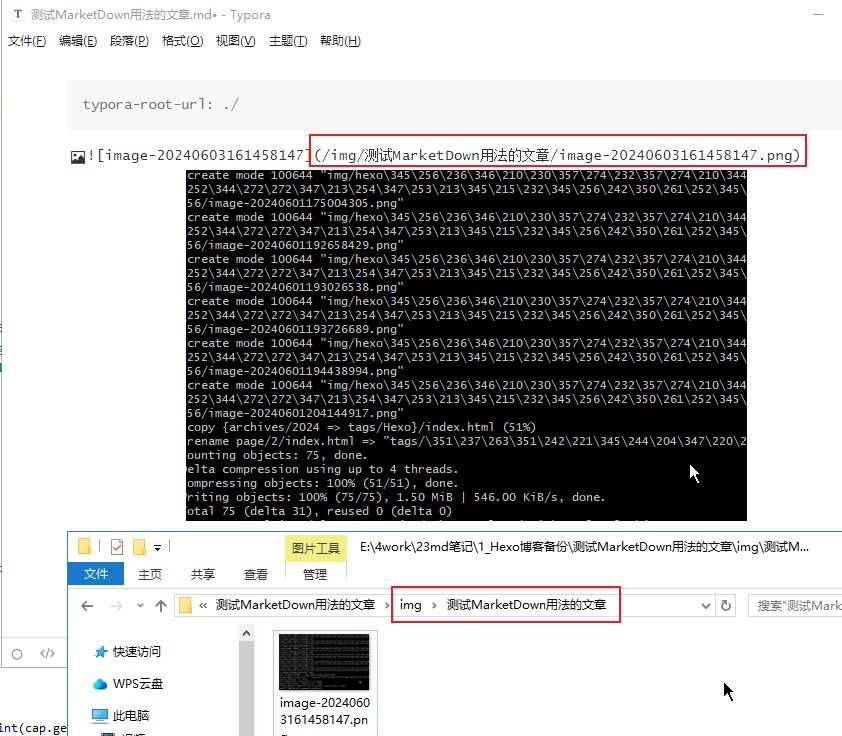 T 测试MarketDown用法的文章.md• - Typora
文件(F) 编辑(E) 段落(P) 格式(O) 视图(V) 主题(T) 帮助(H)
typora-root-url: ./
![image-20240603161458147](/img/测试MarketDown用法的文章/image-20240603161458147.png)
create mode 100644 "img/hexo\345\256\236\346\210\230\357\274\232\357\274\210\344
252\344\272\272\347\213\254\347\253\213\345\215\232\345\256\242\350\261\252\345\
56/image-20240601175004305.png"
create mode 100644 "img/hexo\345\256\236\346\210\230\357\274\232\357\274\210\344
252\344\272\272\347\213\254\347\253\213\345\215\232\345\256\242\350\261\252\345\
56/image-20240601192658429.png"
create mode 100644 "img/hexo\345\256\236\346\210\230\357\274\232\357\274\210\344
252\344\272\272\347\213\254\347\253\213\345\215\232\345\256\242\350\261\252\345\
56/image-20240601193026538.png"
create mode 100644 "img/hexo\345\256\236\346\210\230\357\274\232\357\274\210\344
252\344\272\272\347\213\254\347\253\213\345\215\232\345\256\242\350\261\252\345\
56/image-20240601193726689.png"
create mode 100644 "img/hexo\345\256\236\346\210\230\357\274\232\357\274\210\344
252\344\272\272\347\213\254\347\253\213\345\215\232\345\256\242\350\261\252\345\
56/image-20240601194438994.png"
create mode 100644 "img/hexo\345\256\236\346\210\230\357\274\232\357\274\210\344
252\344\272\272\347\213\254\347\253\213\345\215\232\345\256\242\350\261\252\345\
56/image-20240601204144917.png"
copy {archives/2024 => tags/Hexo}/index.html (51%)
rename page/2/index.html => "tags/\351\237\263\351\242\221\345\244\204\347\220\2
ounting objects: 75, done.
elta compression using up to 4 threads.
ompressing objects: 100% (51/51), done.
riting objects: 100% (75/75), 1.50 MiB | 546.00 KiB/s, done.
otal 75 (delta 31), reused 0 (delta 0)
图片工具 E:\4work\23md笔记\1_Hexo博客备份\测试MarketDown用法的文章\img\测试M...
文件 主页 共享 查看 管理
« 测试MarketDown用法的文章 › img › 测试MarketDown用法的文章 搜索"测试Mark
快速访问
WPS云盘
此电脑
image-2024060
3161458147.pn
int(cap.ge